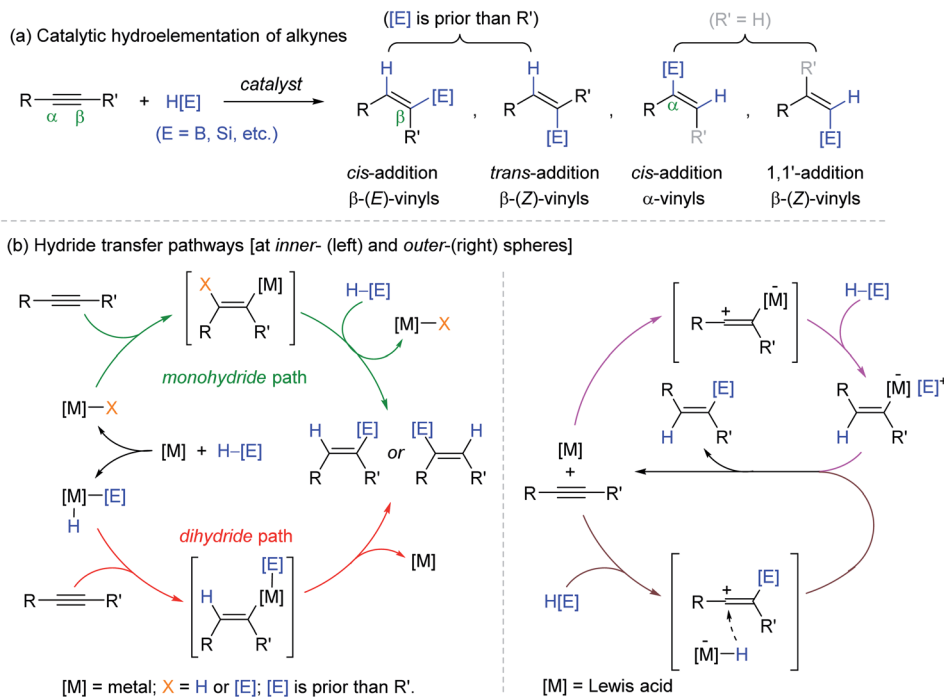 ([E] is prior than R')
(R' = H)
(a) Catalytic hydroelementation of alkynes
R R' + H[E] catalyst
α β
(E = B, Si, etc.)
H [E] R β R' ,
H R R' [E] ,
[E] R α H R' ,
R' R H [E]
cis-addition trans-addition cis-addition 1,1'-addition
β-(E)-vinyls β-(Z)-vinyls α-vinyls β-(Z)-vinyls
(b) Hydride transfer pathways [at inner- (left) and outer-(right) spheres]
R R'
X [M] R R'
H–[E]
[M]–X
monohydride path
[M]–X
[M] + H–[E]
[M]–[E]
H
H [E] R R' or [E] H R R'
dihydride path
[E]
H [M]
R R'
[M]
R R'
[M] = metal; X = H or [E]; [E] is prior than R'.
R + [M] - R'
H–[E]
R [E] H R'
R [M] - [E]+ H R'
[M]
+
R R'
H[E]
[E]
R + R'
[M] - –H
[M] = Lewis acid